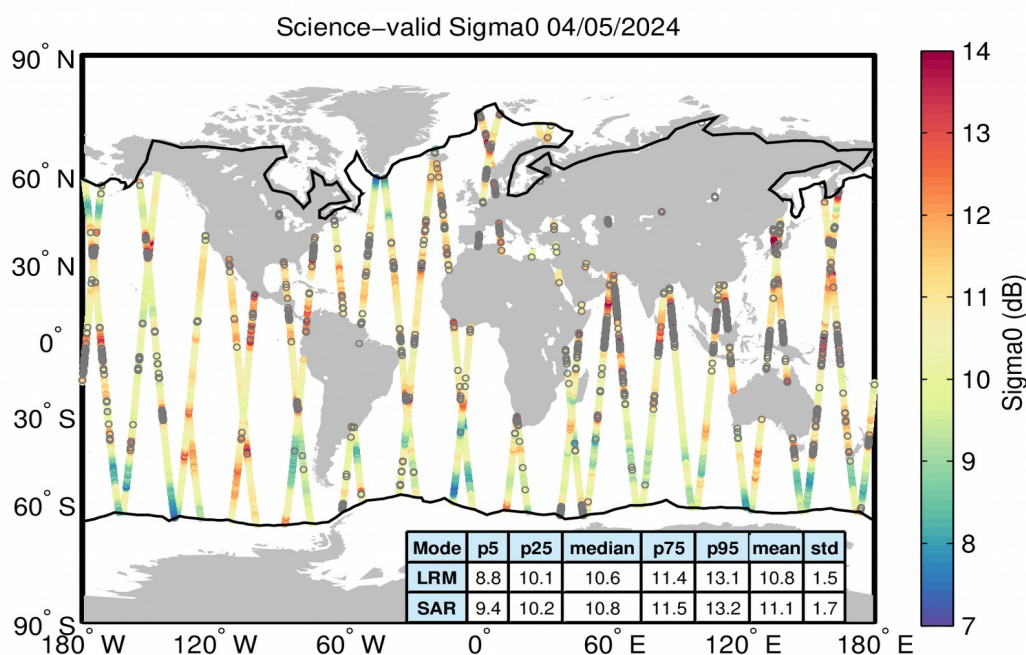 Science−valid Sigma0 04/05/2024
90° N
60° N
30° N
0°
30° S
60° S
90° S
180° W
120° W
60° W
0°
60° E
120° E
180° E
14
13
12
11
10
9
8
7
Sigma0 (dB)
Mode p5 p25 median p75 p95 mean std
LRM 8.8 10.1 10.6 11.4 13.1 10.8 1.5
SAR 9.4 10.2 10.8 11.5 13.2 11.1 1.7